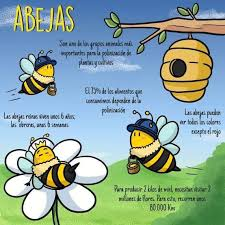 ABEJAS
Son uno de los grupos animales más
importantes para la polinización de
plantas y cultivos
El 75% de los alimentos que
consumimos dependen de la
polinización
Las abejas reinas viven unos 6 años;
las obreras, unas 6 semanas
Las abejas pueden
ver todos los colores
excepto el rojo
Para producir 2 kilos de miel, necesitan visitar 2
millones de flores. Para esto, recorren unos
80.000 Km